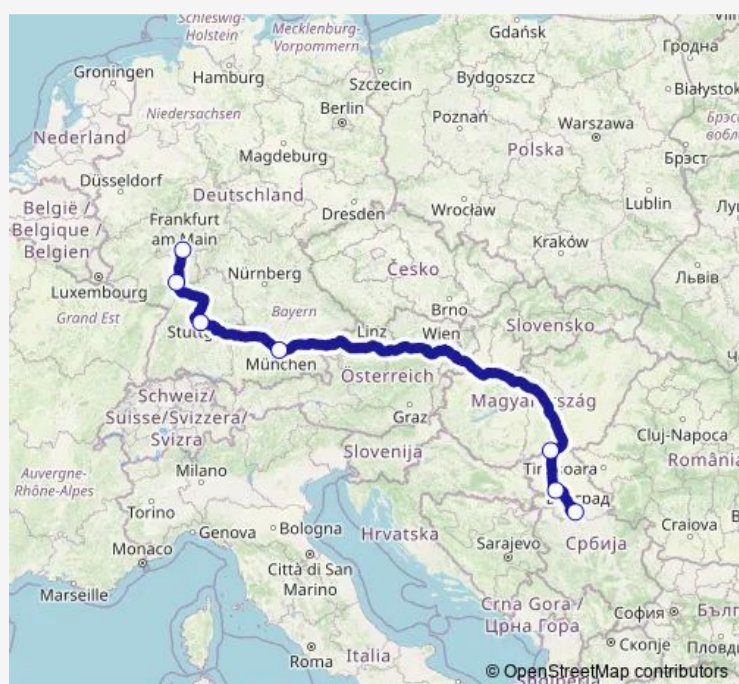 Schleswig-
Holstein
Mecklenburg-
Vorpommern
Gdańsk
Гродна
Groningen
Hamburg
Szczecin
Bydgoszcz
Białystok
Niedersachsen
Berlin
Poznań
Warszawa
Nederland
Magdeburg
Polska
Брэст
Düsseldorf
Deutschland
Lublin
België /
Belgique /
Belgien
Frankfurt
am Main
Dresden
Wrocław
Kraków
Luxembourg
Nürnberg
Česko
Львів
Grand Est
Bayern
Brno
Slovensko
Linz
Wien
München
Österreich
Schweiz/
Suisse/Svizzera/
Svizra
Graz
Cluj-Napoca
Slovenija
România
Auvergne-
Rhône-Alpes
Milano
Torino
Hrvatska
Craiova
Genova
Bologna
Sarajevo
Србија
Monaco
Città di San
Marino
Marseille
Crna Gora /
Црна Гора
София
Скопје
Roma
Italia
© OpenStreetMap contributors